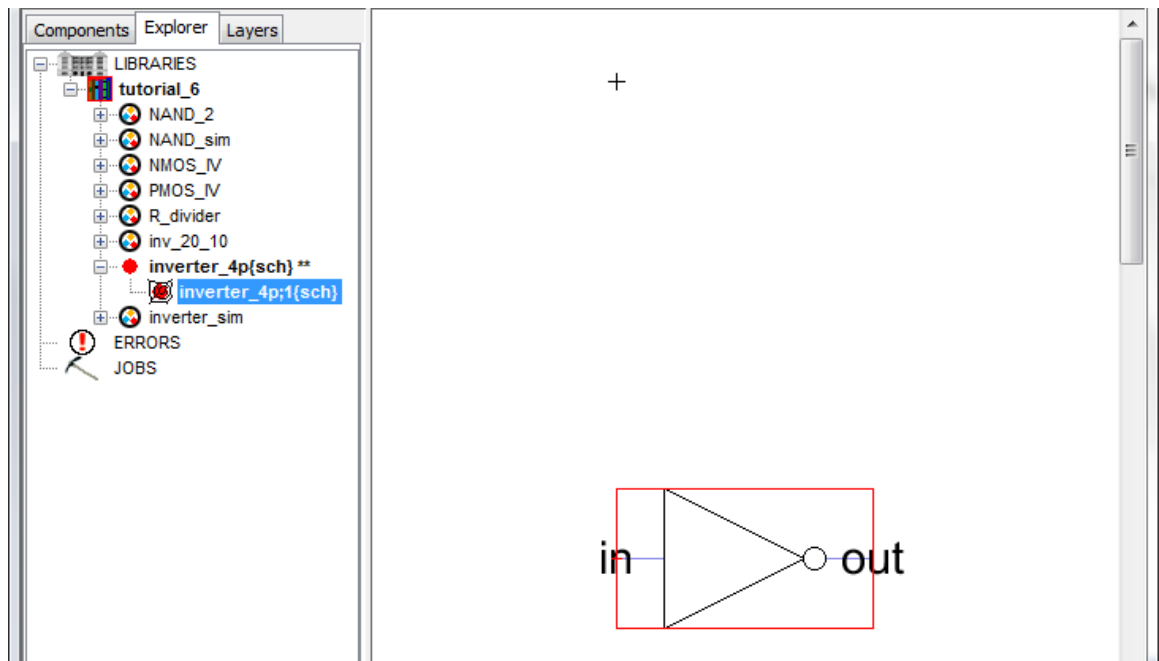 Components Explorer Layers
LIBRARIES
tutorial_6
NAND_2
NAND_sim
NMOS_IV
PMOS_IV
R_divider
inv_20_10
inverter_4p{sch} **
inverter_4p;1{sch}
inverter_sim
ERRORS
JOBS
in out